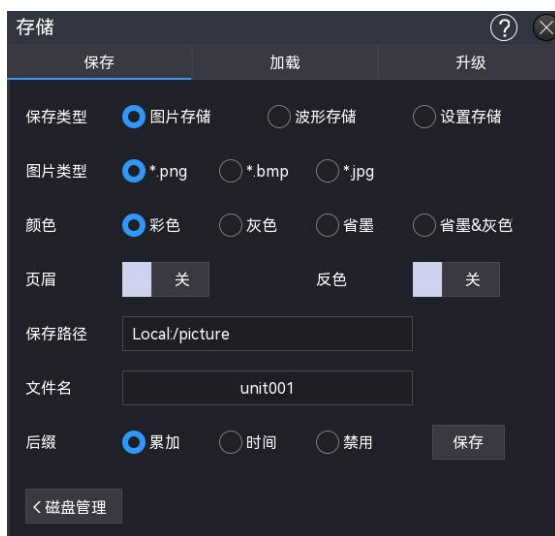 存储 ?
保存 加载 升级
保存类型 图片存储 波形存储 设置存储
图片类型 *.png *.bmp *.jpg
颜色 彩色 灰色 省墨 省墨&灰色
页眉 关 反色 关
保存路径 Local:/picture
文件名 unit001
后缀 累加 时间 禁用 保存
<磁盘管理